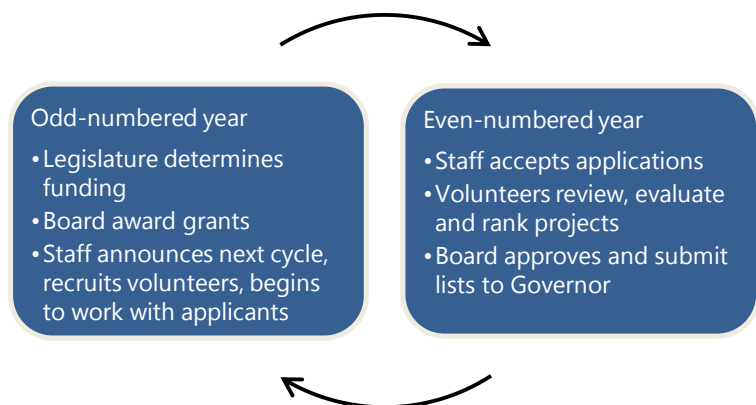 Odd-numbered year
•Legislature determines
funding
•Board award grants
•Staff announces next cycle,
recruits volunteers, begins
to work with applicants
Even-numbered year
•Staff accepts applications
•Volunteers review, evaluate
and rank projects
•Board approves and submit
lists to Governor